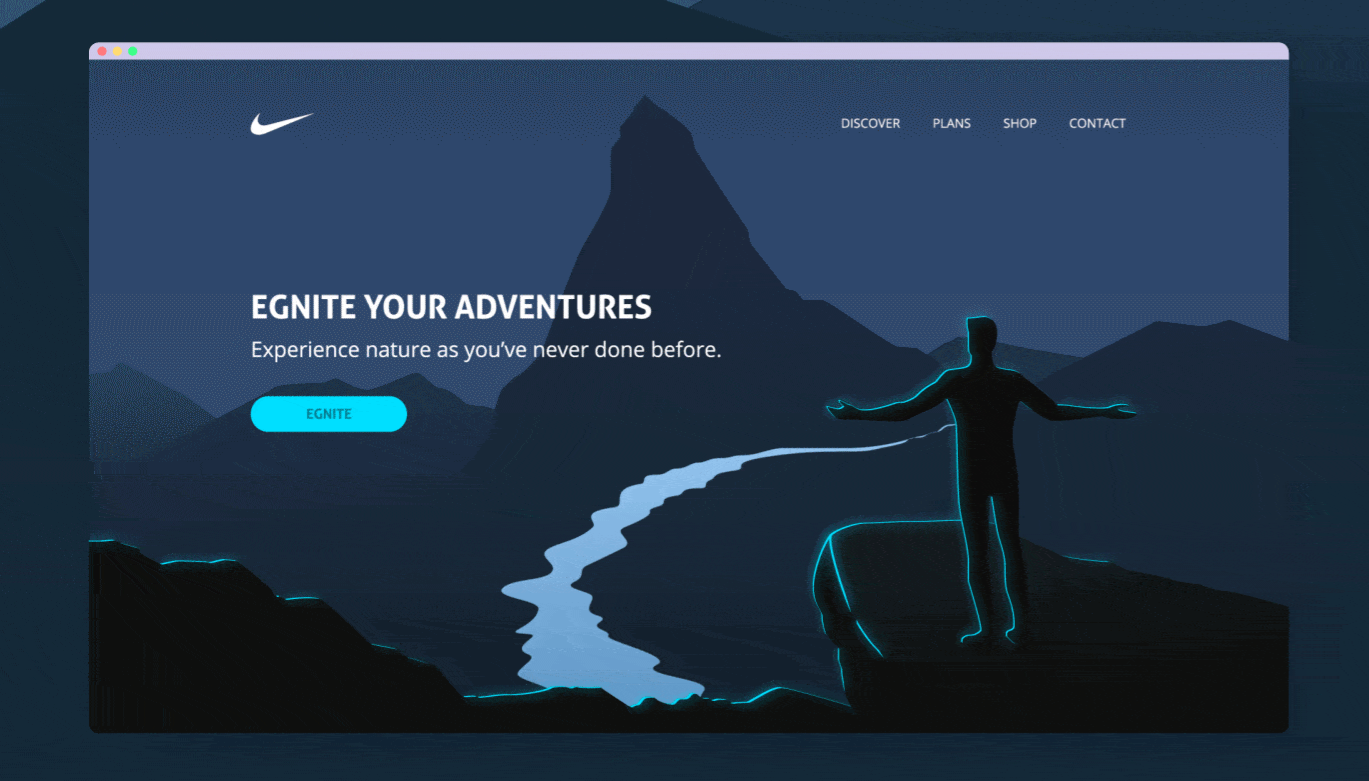 DISCOVER PLANS SHOP CONTACT
EGNITE YOUR ADVENTURES
Experience nature as you’ve never done before.
EGNITE